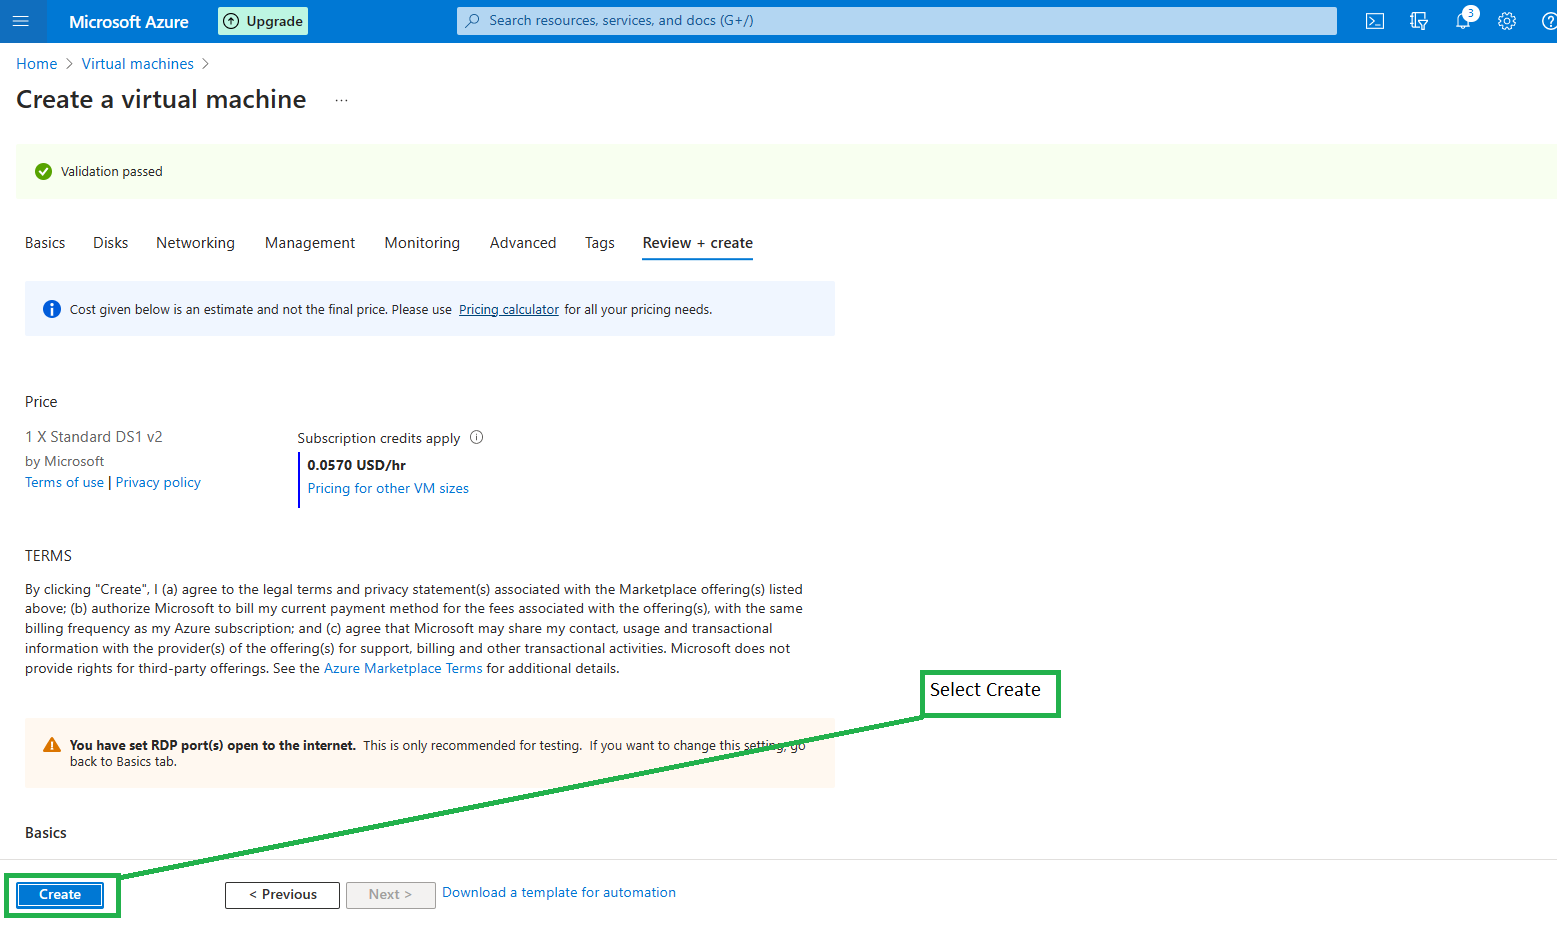 Microsoft Azure
Upgrade
Search resources, services, and docs (G+/)
3
Home > Virtual machines >
Create a virtual machine ...
Validation passed
Basics Disks Networking Management Monitoring Advanced Tags Review + create
Cost given below is an estimate and not the final price. Please use Pricing calculator for all your pricing needs.
Price
1 X Standard DS1 v2
by Microsoft
Terms of use | Privacy policy
Subscription credits apply
0.0570 USD/hr
Pricing for other VM sizes
TERMS
By clicking "Create", I (a) agree to the legal terms and privacy statement(s) associated with the Marketplace offering(s) listed
above; (b) authorize Microsoft to bill my current payment method for the fees associated with the offering(s), with the same
billing frequency as my Azure subscription; and (c) agree that Microsoft may share my contact, usage and transactional
information with the provider(s) of the offering(s) for support, billing and other transactional activities. Microsoft does not
provide rights for third-party offerings. See the Azure Marketplace Terms for additional details.
Select Create
You have set RDP port(s) open to the internet. This is only recommended for testing. If you want to change this setting, go
back to Basics tab.
Basics
Create
< Previous
Next >
Download a template for automation